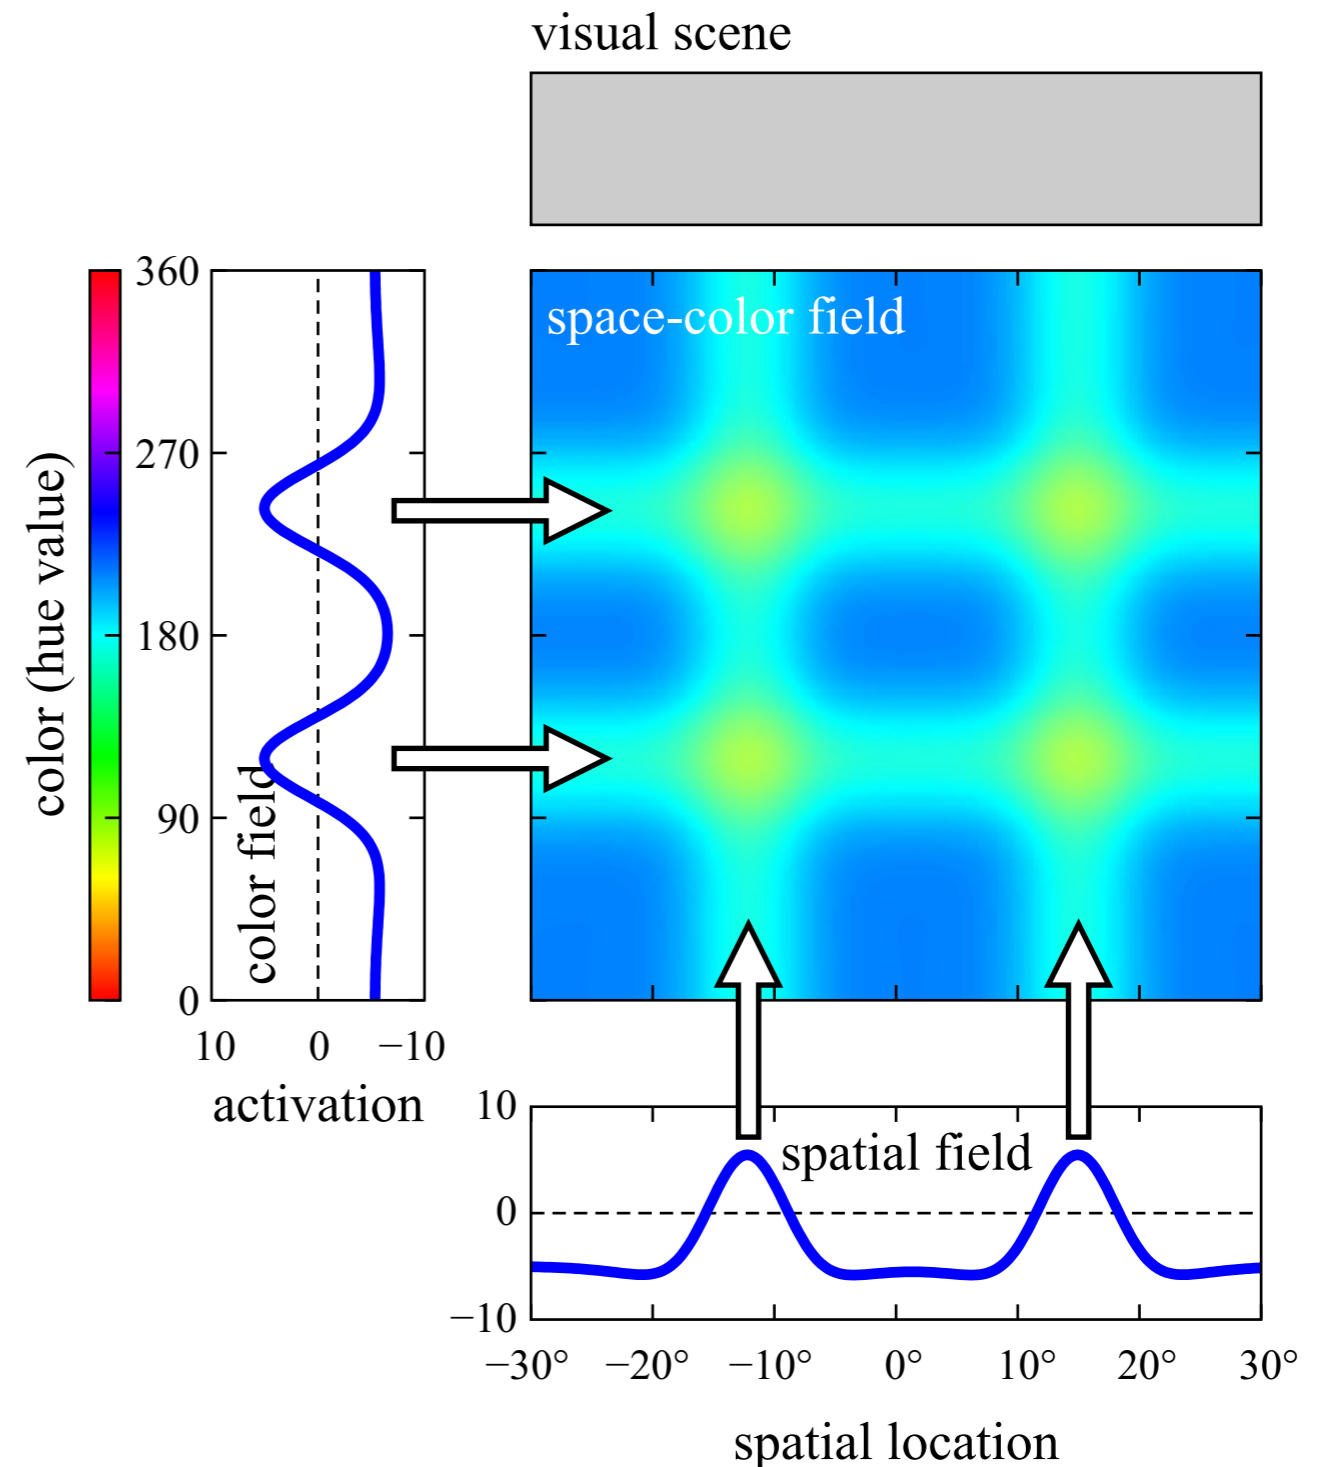 visual scene
space-color field
color (hue value)
360
270
180
90
0
color field
10 0 −10
activation
spatial field
10
0
−10
−30° −20° −10° 0° 10° 20° 30°
spatial location